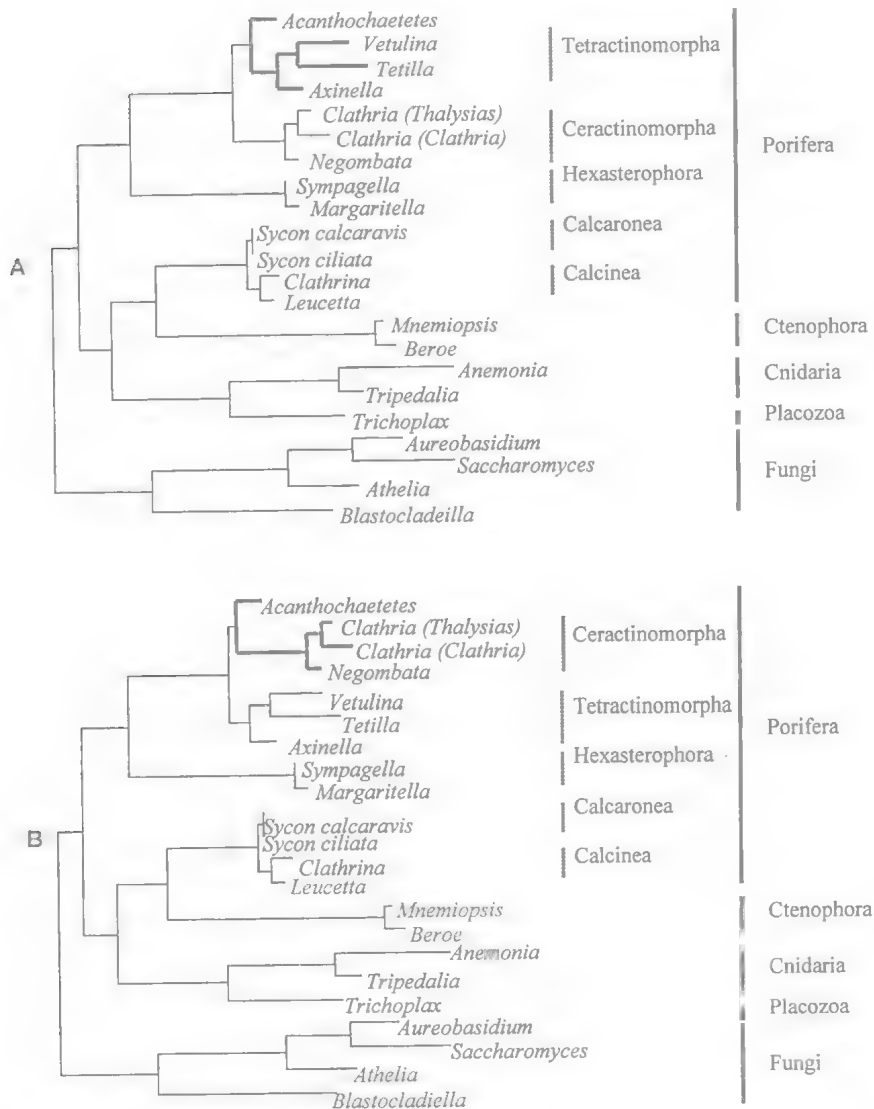 Acanthochaetetes
Vetulina
Tetilla
Axinella
Tetractinomorpha
Clathria (Thalysias)
Clathria (Clathria)
Negombata
Ceractinomorpha
Porifera
Sympagella
Margaritella
Hexasterophora
Sycon calcaravis
Sycon ciliata
Calcaronea
A
Clathrina
Leucetta
Calcinea
Mnemiopsis
Beroe
Ctenophora
Anemonia
Tripedalia
Cnidaria
Trichoplax
Placozoa
Aureobasidium
Saccharomyces
Athelia
Blastocladeilla
Fungi
Acanthochaetetes
Clathria (Thalysias)
Clathria (Clathria)
Negombata
Ceractinomorpha
Vetulina
Tetilla
Axinella
Tetractinomorpha
Porifera
Sympagella
Margaritella
Hexasterophora
Sycon calcaravis
Sycon ciliata
Calcaronea
B
Clathrina
Leucetta
Calcinea
Mnemiopsis
Beroe
Ctenophora
Anemonia
Tripedalia
Cnidaria
Trichoplax
Placozoa
Aureobasidium
Saccharomyces
Athelia
Blastocladiella
Fungi